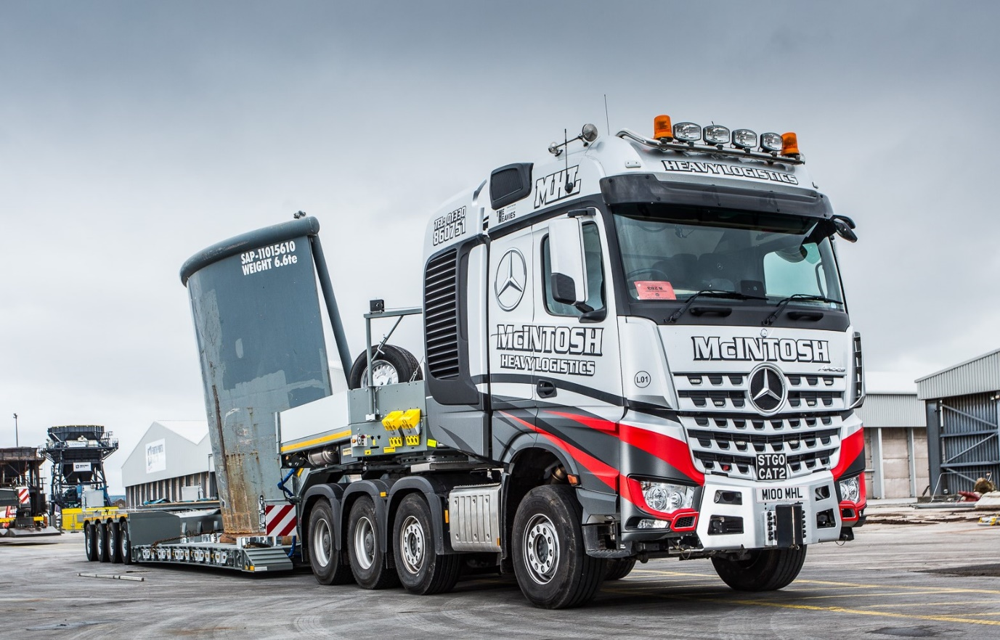 HEAVY LOGISTICS
MHL
THE
HEAVIES
TEL: 01330
860751
SAP-11015610
WEIGHT 6.6te
McINTOSH
HEAVY LOGISTICS
McINTOSH
AROCS
L01
STGO
CAT2
M100 MHL